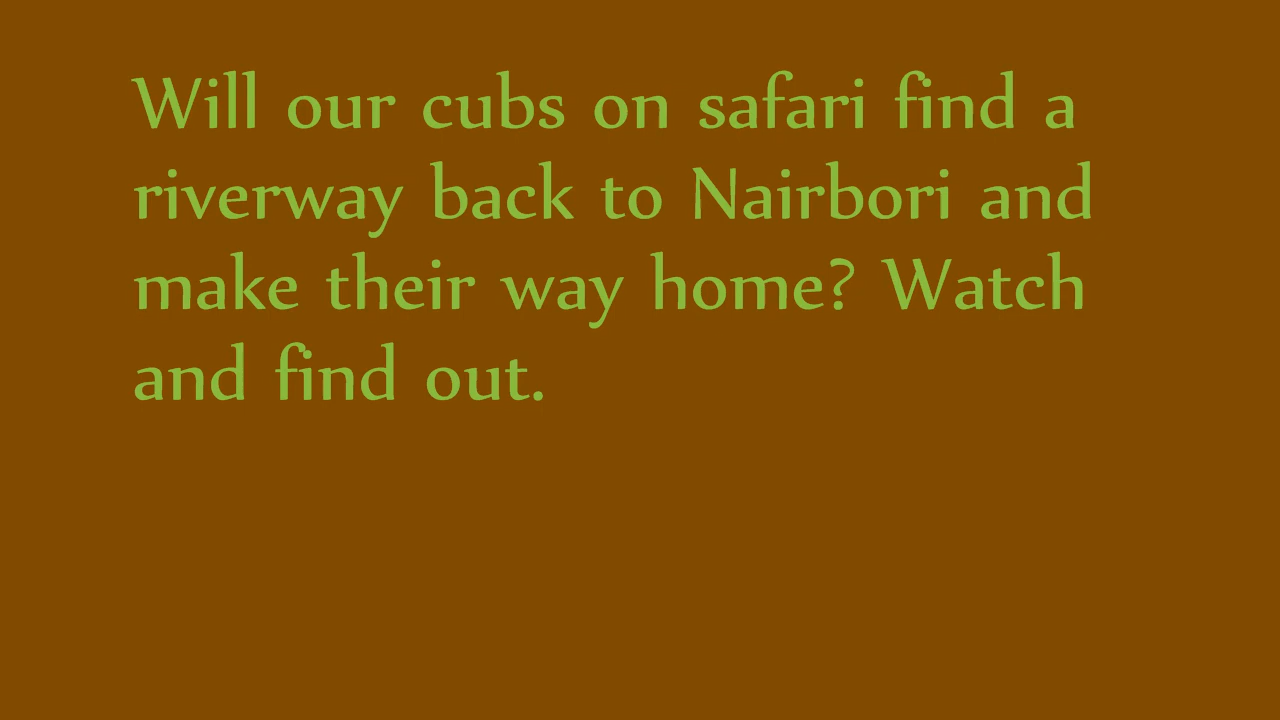 Will our cubs on safari find a
riverway back to Nairbori and
make their way home? Watch
and find out.